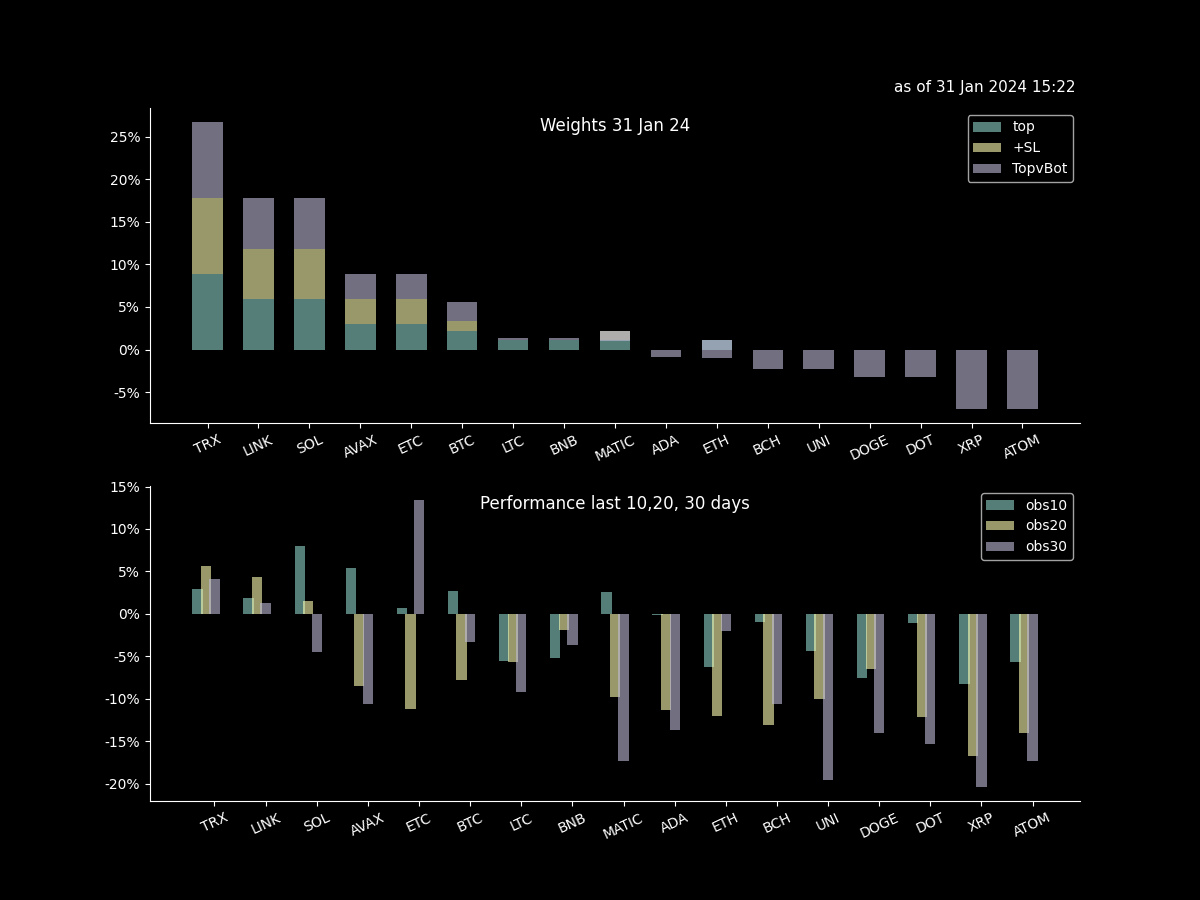 as of 31 Jan 2024 15:22
Weights 31 Jan 24
top
+SL
TopvBot
25%
20%
15%
10%
5%
0%
-5%
TRX LINK SOL AVAX ETC BTC LTC BNB MATIC ADA ETH BCH UNI DOGE DOT XRP ATOM
Performance last 10,20, 30 days
obs10
obs20
obs30
15%
10%
5%
0%
-5%
-10%
-15%
-20%
TRX LINK SOL AVAX ETC BTC LTC BNB MATIC ADA ETH BCH UNI DOGE DOT XRP ATOM